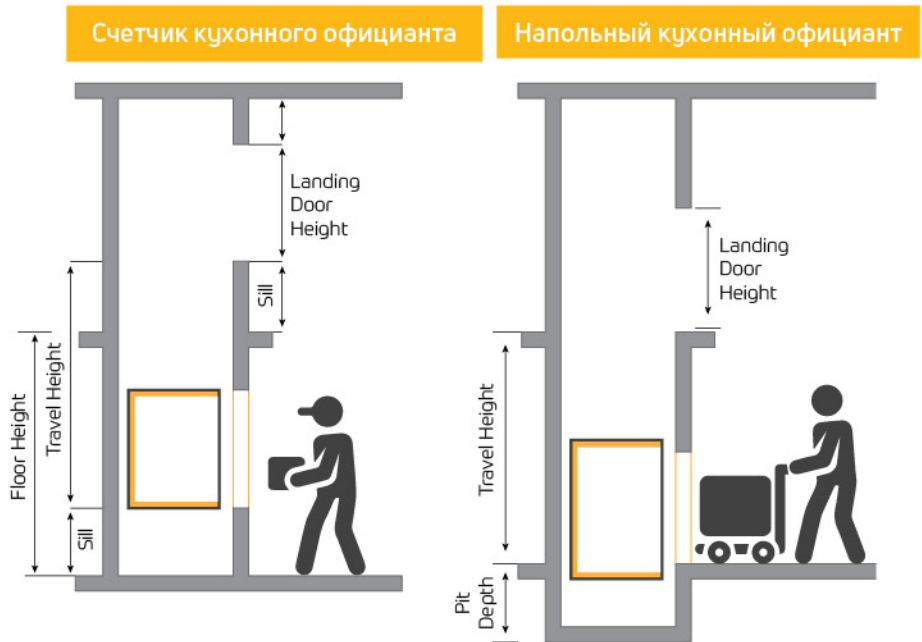 Счетчик кухонного официанта
Напольный кухонный официант
Landing
Door
Height
Sill
Floor Height
Travel Height
Sill
Landing
Door
Height
Travel Height
Pit
Depth